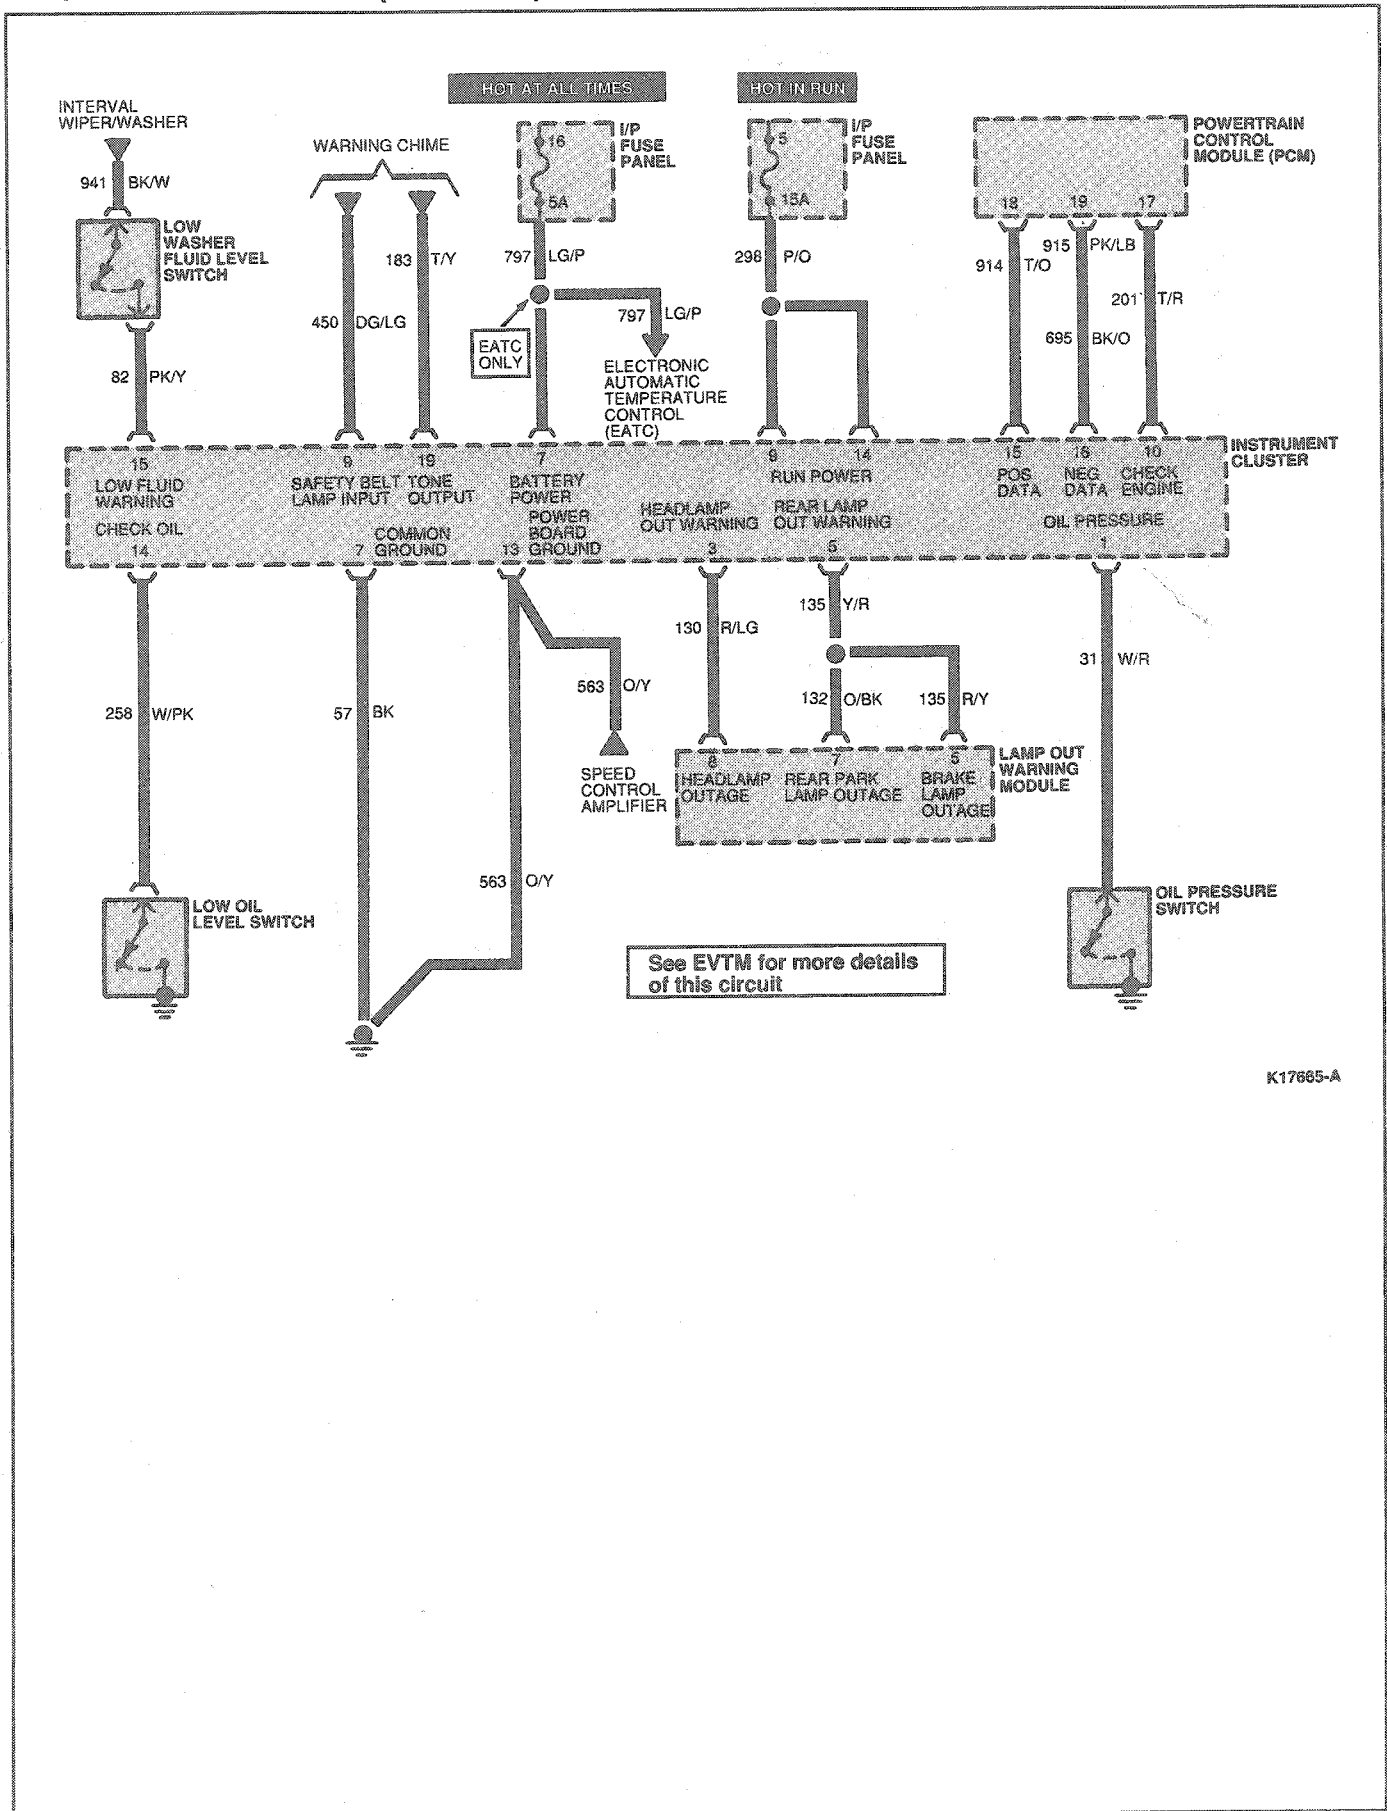 HOT AT ALL TIMES
HOT IN RUN
INTERVAL
WIPER/WASHER
941 BK/W
LOW
WASHER
FLUID LEVEL
SWITCH
82 PK/Y
WARNING CHIME
450 DG/LG
183 T/Y
16
5A
I/P
FUSE
PANEL
797 LG/P
EATC
ONLY
797 LG/P
ELECTRONIC
AUTOMATIC
TEMPERATURE
CONTROL
(EATC)
5
15A
I/P
FUSE
PANEL
298 P/O
POWERTRAIN
CONTROL
MODULE (PCM)
18 19 17
914 T/O
915 PK/LB
695 BK/O
201 T/R
INSTRUMENT
CLUSTER
15
LOW FLUID
WARNING
CHECK OIL
14
9
SAFETY BELT
LAMP INPUT
19
TONE
OUTPUT
7
COMMON
GROUND
7
BATTERY
POWER
POWER
BOARD
GROUND
13
9 14
RUN POWER
HEADLAMP
OUT WARNING
3
REAR LAMP
OUT WARNING
5
15
POS
DATA
16
NEG
DATA
10
CHECK
ENGINE
OIL PRESSURE
1
258 W/PK
57 BK
563 O/Y
SPEED
CONTROL
AMPLIFIER
563 O/Y
130 R/LG
135 Y/R
132 O/BK
135 R/Y
31 W/R
8
HEADLAMP
OUTAGE
7
REAR PARK
LAMP OUTAGE
BRAKE
LAMP
OUTAGE
LAMP OUT
WARNING
MODULE
LOW OIL
LEVEL SWITCH
OIL PRESSURE
SWITCH
See EVTM for more details
of this circuit
K17665-A